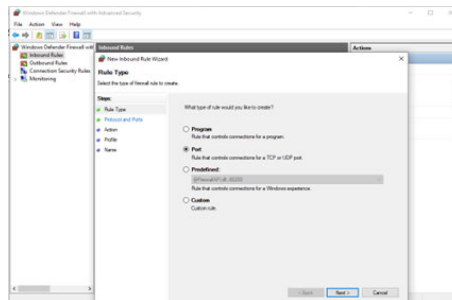 Windows Defender Firewall with Advanced Security
File Action View Help
Windows Defender Firewall with
Inbound Rules
Outbound Rules
Connection Security Rules
Monitoring
Inbound Rules
Actions
New Inbound Rule Wizard
Rule Type
Select the type of firewall rule to create.
Steps:
Rule Type
Protocol and Ports
Action
Profile
Name
What type of rule would you like to create?
Program
Rule that controls connections for a program.
Port
Rule that controls connections for a TCP or UDP port.
Predefined:
Rule that controls connections for a Windows experience.
Custom
Custom rule.
< Back
Next >
Cancel